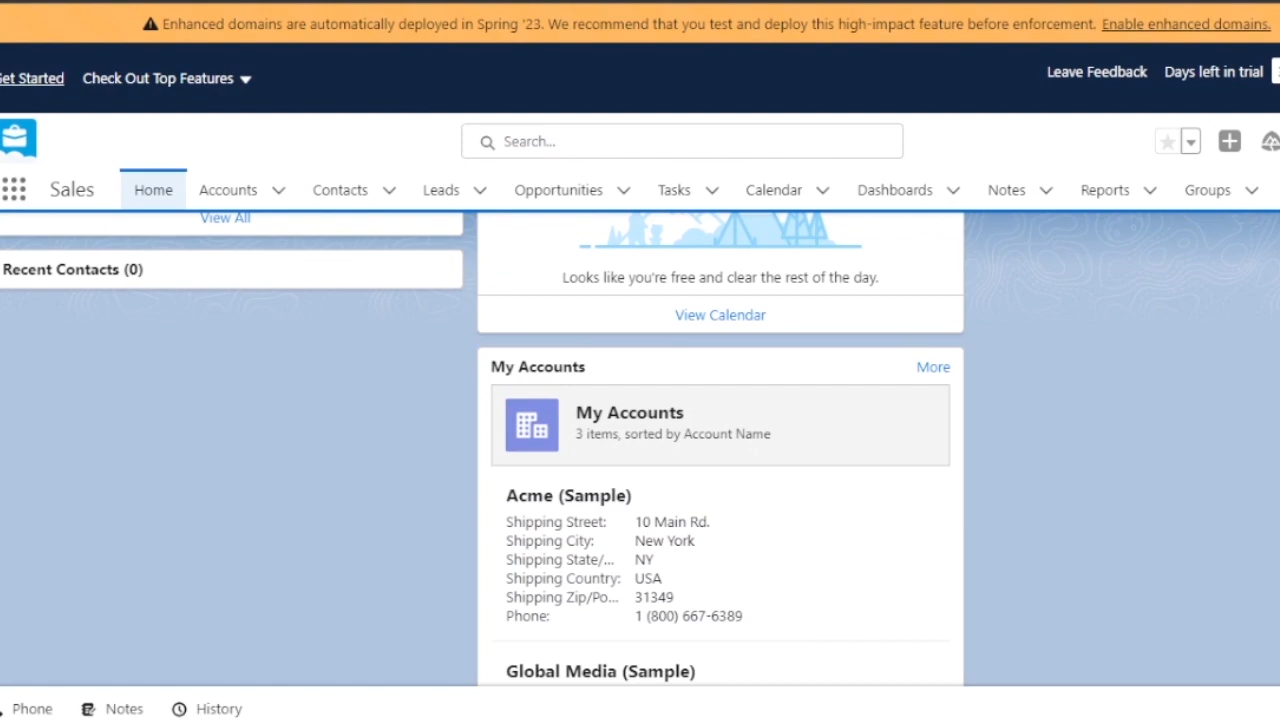 Enhanced domains are automatically deployed in Spring '23. We recommend that you test and deploy this high-impact feature before enforcement. Enable enhanced domains.
Get Started Check Out Top Features Leave Feedback Days left in trial
Search...
Sales Home Accounts Contacts Leads Opportunities Tasks Calendar Dashboards Notes Reports Groups
View All
Recent Contacts (0)
Looks like you're free and clear the rest of the day.
View Calendar
My Accounts More
My Accounts
3 items, sorted by Account Name
Acme (Sample)
Shipping Street: 10 Main Rd.
Shipping City: New York
Shipping State/... NY
Shipping Country: USA
Shipping Zip/Po... 31349
Phone: 1 (800) 667-6389
Global Media (Sample)
Phone Notes History